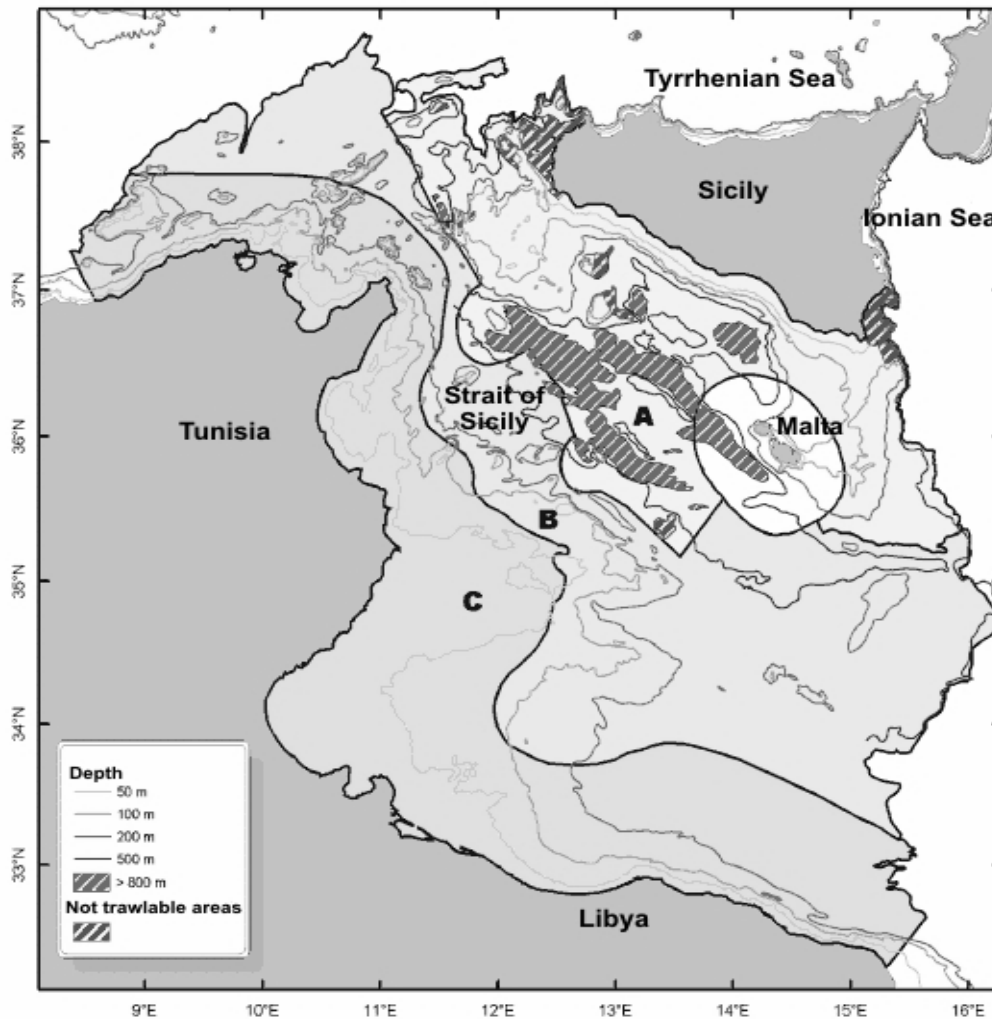 Tyrrhenian Sea
38°N
Sicily
Ionian Sea
37°N
Strait of
Sicily
A
Malta
Tunisia
36°N
B
35°N
C
34°N
Depth
50 m
100 m
200 m
500 m
> 800 m
Not trawlable areas
33°N
Libya
9°E
10°E
11°E
12°E
13°E
14°E
15°E
16°E